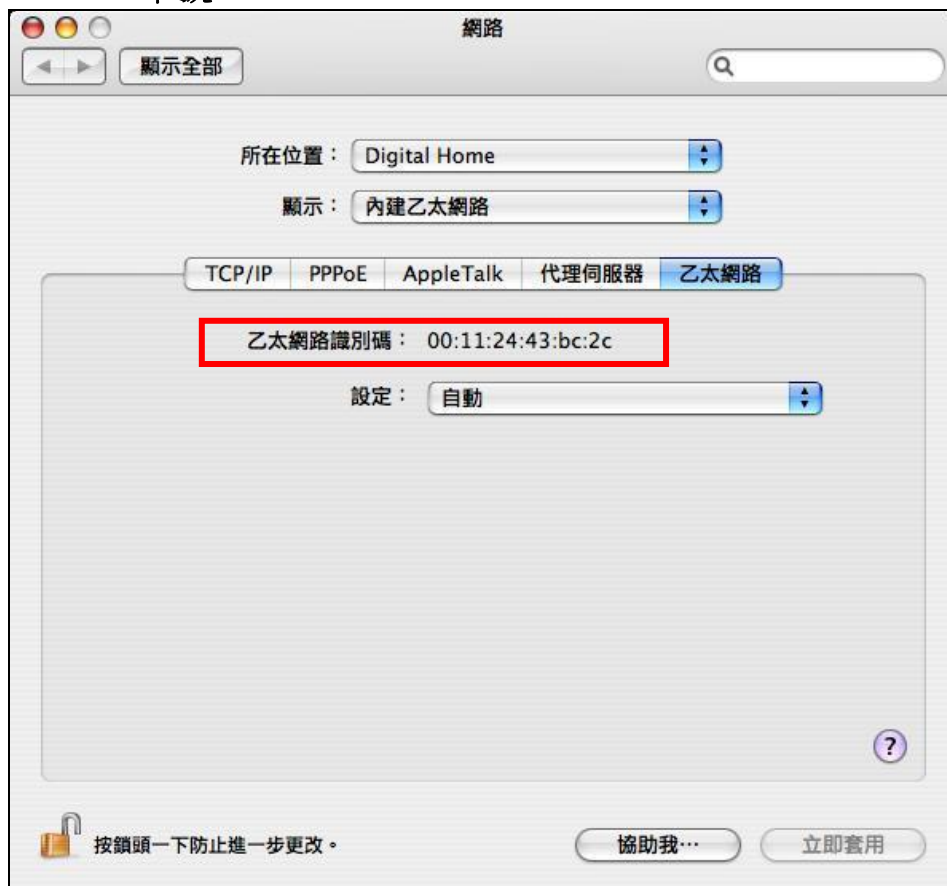 網路
顯示全部
所在位置： Digital Home
顯示： 內建乙太網路
TCP/IP PPPoE AppleTalk 代理伺服器 乙太網路
乙太網路識別碼： 00:11:24:43:bc:2c
設定： 自動
?
按鎖頭一下防止進一步更改。 協助我… 立即套用